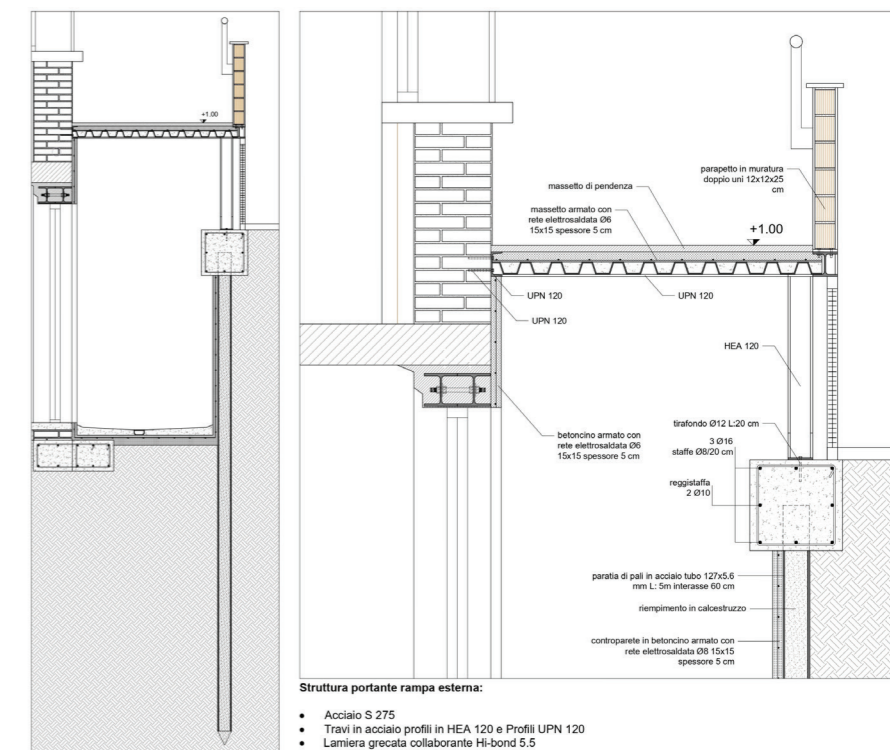 +1.00
parapetto in muratura
doppio uni 12x12x25
cm
massetto di pendenza
massetto armato con
rete elettrosaldata Ø6
15x15 spessore 5 cm
+1.00
UPN 120
UPN 120
UPN 120
HEA 120
tirafondo Ø12 L:20 cm
3 Ø16
staffe Ø8/20 cm
betoncino armato con
rete elettrosaldata Ø6
15x15 spessore 5 cm
reggistaffa
2 Ø10
paratia di pali in acciaio tubo 127x5.6
mm L: 5m interasse 60 cm
riempimento in calcestruzzo
controparete in betoncino armato con
rete elettrosaldata Ø8 15x15
spessore 5 cm
Struttura portante rampa esterna:
• Acciaio S 275
• Travi in acciaio profili in HEA 120 e Profili UPN 120
• Lamiera grecata collaborante Hi-bond 5.5